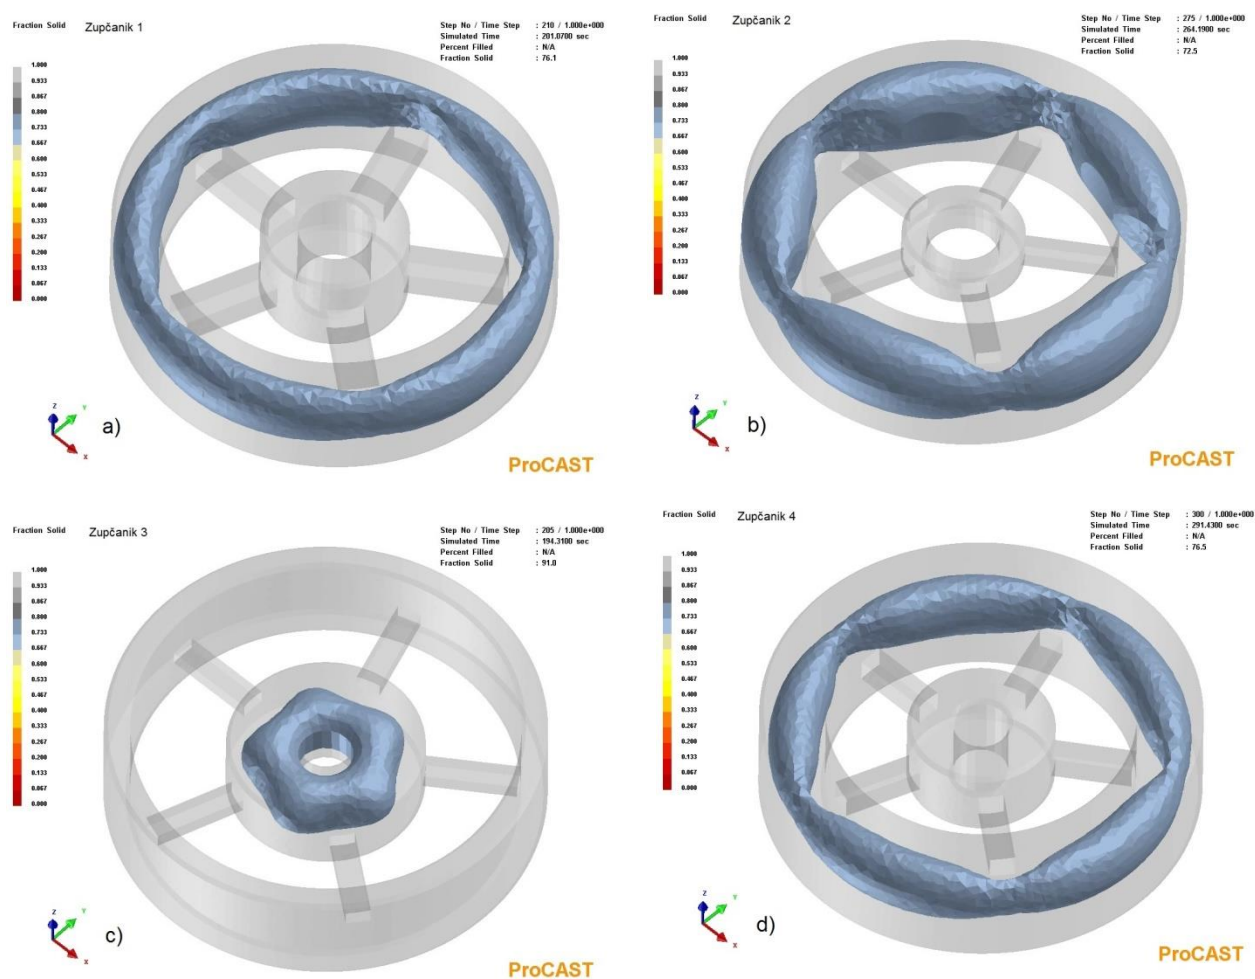 Fraction Solid
Zupčanik 1
Step No / Time Step : 210 / 1.000e+000
Simulated Time : 201.0700 sec
Percent Filled : N/A
Fraction Solid : 76.1
1.000
0.933
0.867
0.800
0.733
0.667
0.600
0.533
0.467
0.400
0.333
0.267
0.200
0.133
0.067
0.000
Z
Y
X
a)
ProCAST
Fraction Solid
Zupčanik 2
Step No / Time Step : 275 / 1.000e+000
Simulated Time : 264.1900 sec
Percent Filled : N/A
Fraction Solid : 72.5
1.000
0.933
0.867
0.800
0.733
0.667
0.600
0.533
0.467
0.400
0.333
0.267
0.200
0.133
0.067
0.000
Z
Y
X
b)
ProCAST
Fraction Solid
Zupčanik 3
Step No / Time Step : 205 / 1.000e+000
Simulated Time : 194.3100 sec
Percent Filled : N/A
Fraction Solid : 91.0
1.000
0.933
0.867
0.800
0.733
0.667
0.600
0.533
0.467
0.400
0.333
0.267
0.200
0.133
0.067
0.000
Z
Y
X
c)
ProCAST
Fraction Solid
Zupčanik 4
Step No / Time Step : 300 / 1.000e+000
Simulated Time : 291.4300 sec
Percent Filled : N/A
Fraction Solid : 76.5
1.000
0.933
0.867
0.800
0.733
0.667
0.600
0.533
0.467
0.400
0.333
0.267
0.200
0.133
0.067
0.000
Z
Y
X
d)
ProCAST